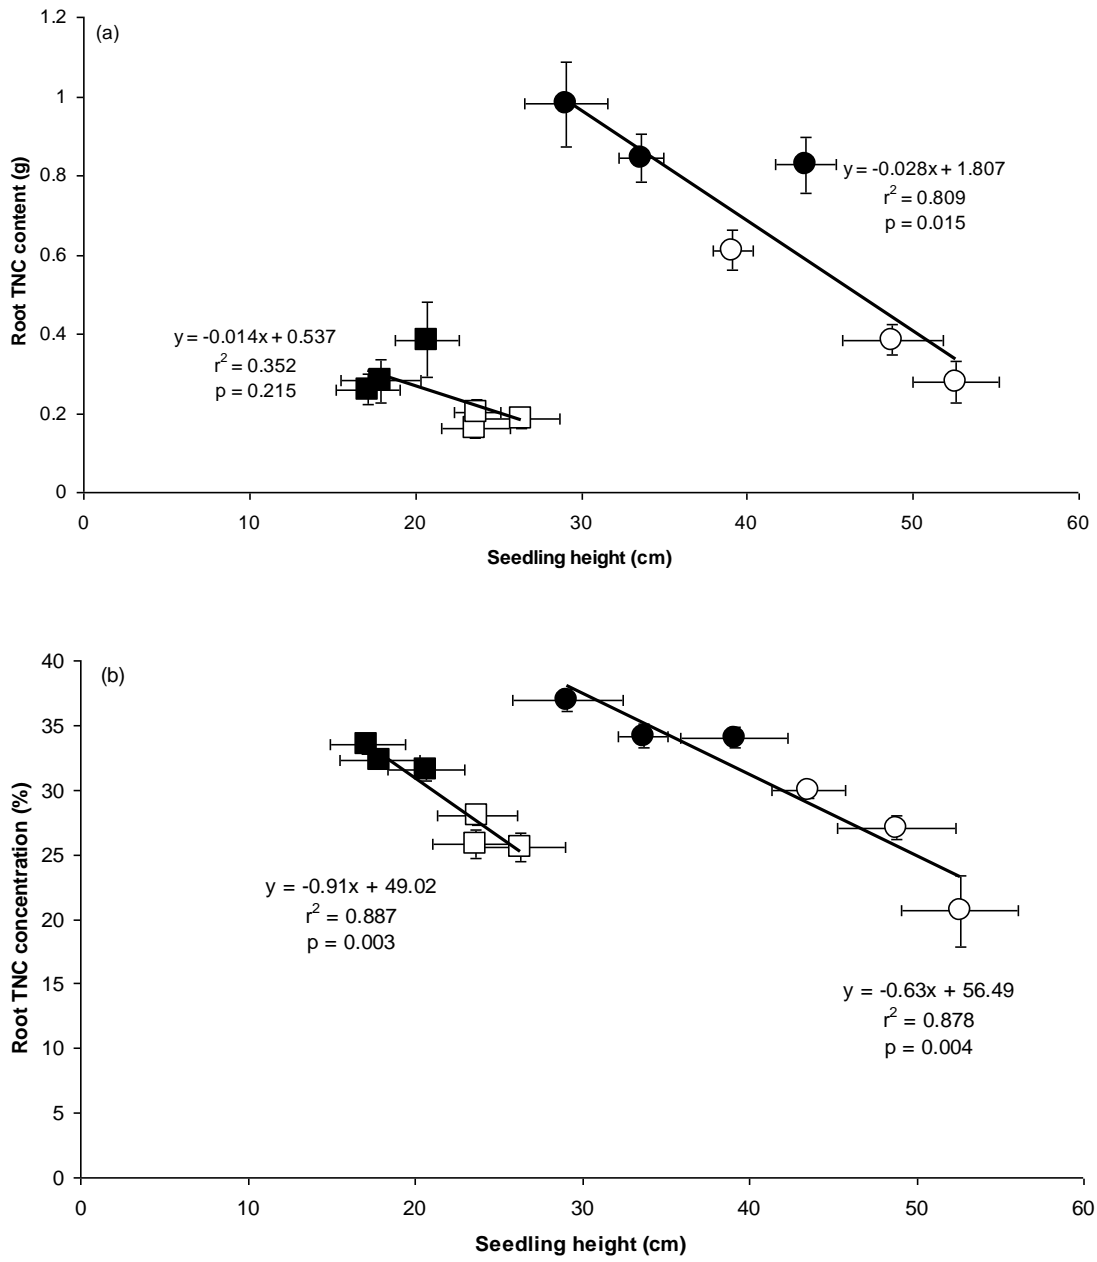 1.2
(a)
1
0.8
0.6
0.4
0.2
0
Root TNC content (g)
y = -0.028x + 1.807
r² = 0.809
p = 0.015
y = -0.014x + 0.537
r² = 0.352
p = 0.215
0 10 20 30 40 50 60
Seedling height (cm)
40
(b)
35
30
25
20
15
10
5
0
Root TNC concentration (%)
y = -0.91x + 49.02
r² = 0.887
p = 0.003
y = -0.63x + 56.49
r² = 0.878
p = 0.004
0 10 20 30 40 50 60
Seedling height (cm)